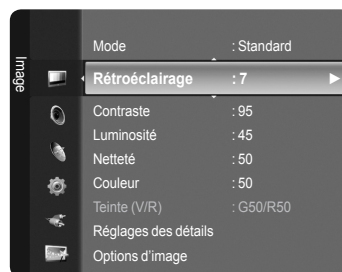 Image
Mode : Standard
Rétroéclairage : 7
Contraste : 95
Luminosité : 45
Netteté : 50
Couleur : 50
Teinte (V/R) : G50/R50
Réglages des détails
Options d'image